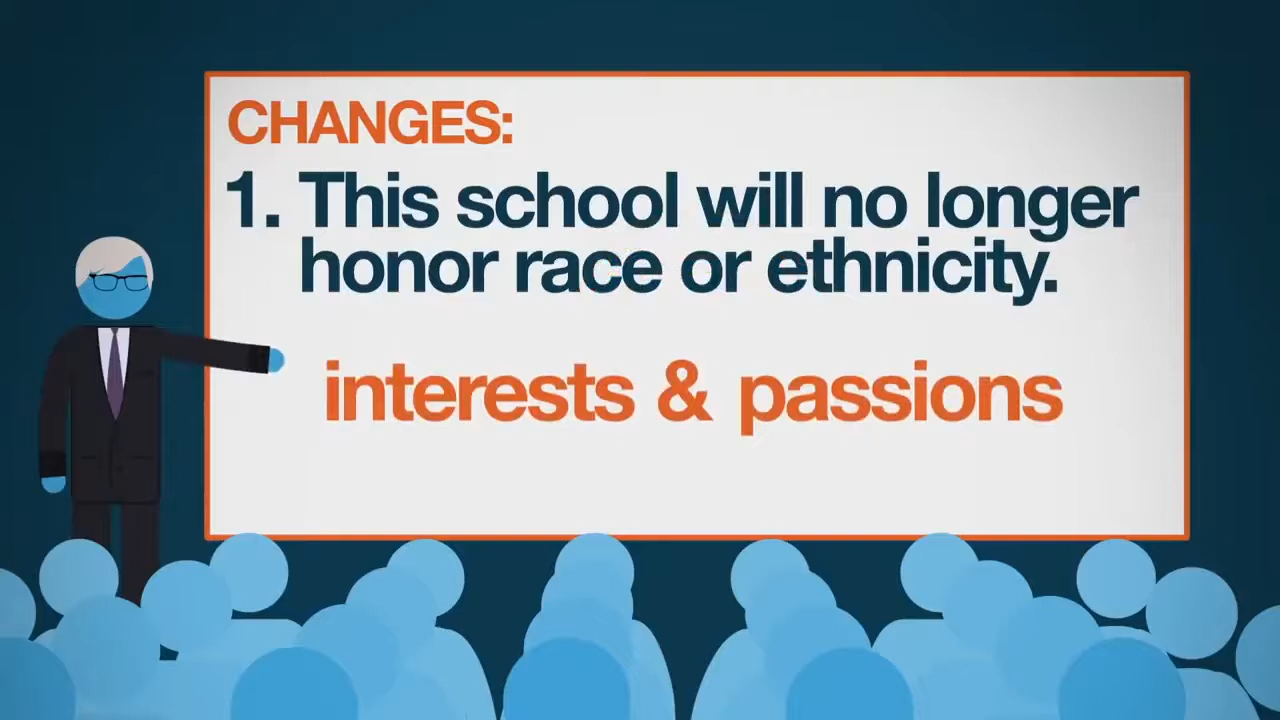 CHANGES:
1. This school will no longer
honor race or ethnicity.
interests & passions